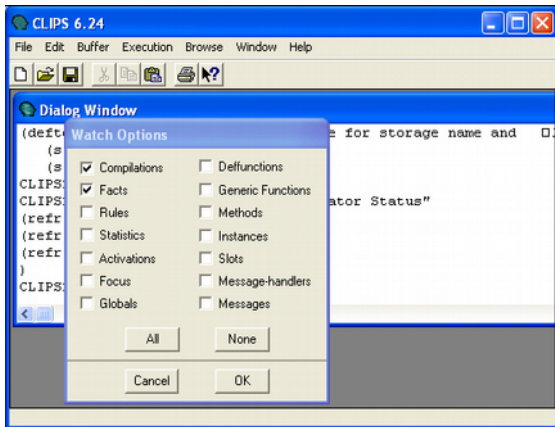 CLIPS 6.24
File Edit Buffer Execution Browse Window Help
Dialog Window
(deft e for storage name and
(s
(s
CLIPS
CLIPS ator Status"
(refr
(refr
(refr
)
CLIPS
Watch Options
Compilations
Facts
Rules
Statistics
Activations
Focus
Globals
Deffunctions
Generic Functions
Methods
Instances
Slots
Message-handlers
Messages
All None
Cancel OK